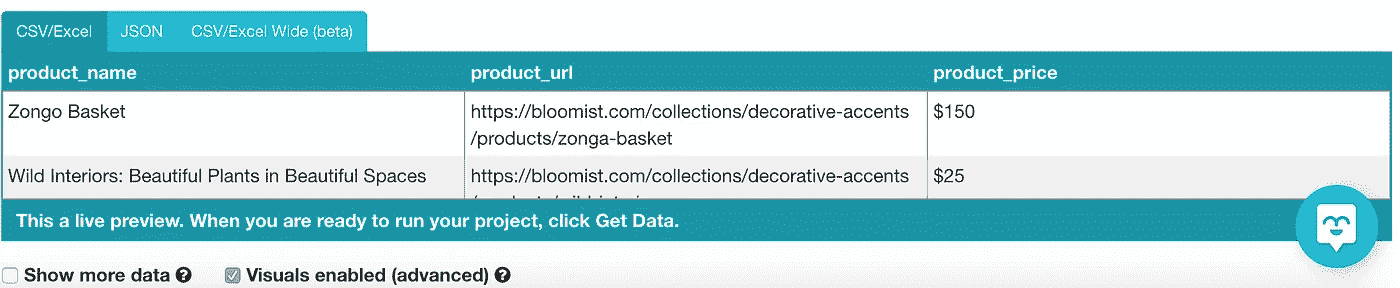 CSV/Excel JSON CSV/Excel Wide (beta)
product_name product_url product_price
Zongo Basket https://bloomist.com/collections/decorative-accents $150
/products/zonga-basket
Wild Interiors: Beautiful Plants in Beautiful Spaces https://bloomist.com/collections/decorative-accents $25
This a live preview. When you are ready to run your project, click Get Data.
Show more data ? Visuals enabled (advanced) ?